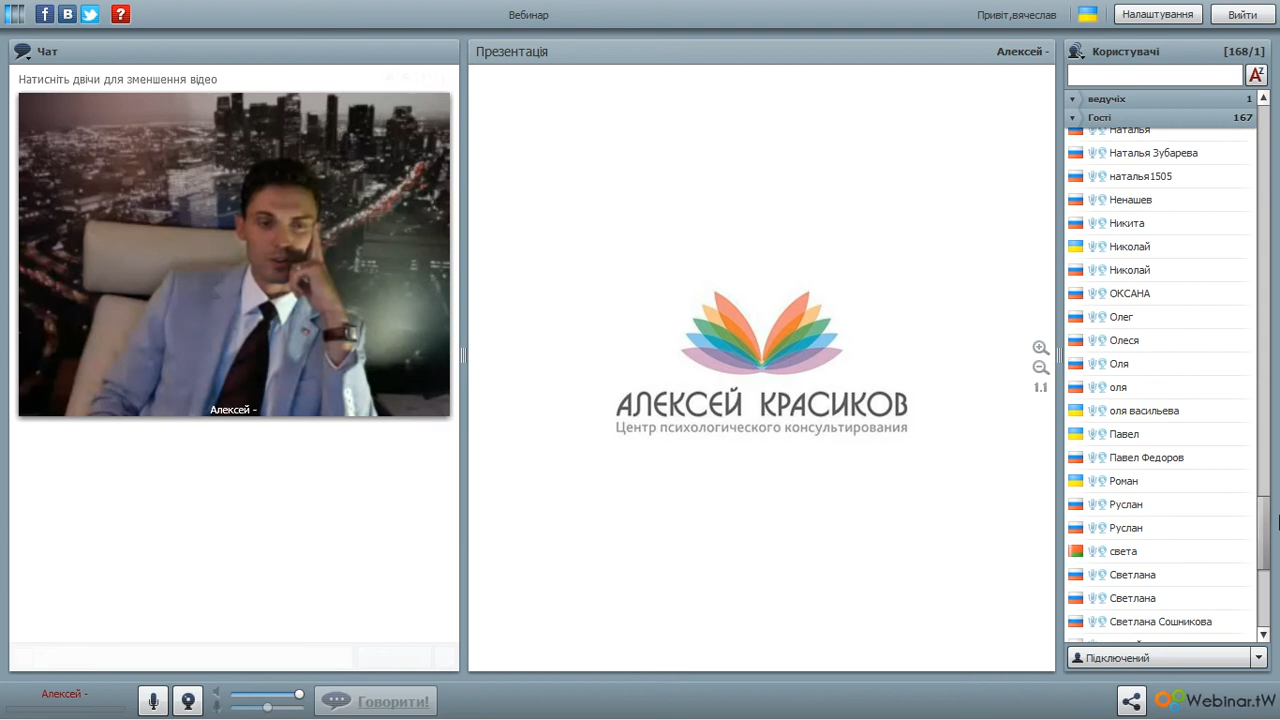 Вебинар
Привіт,вячеслав
Налаштування
Вийти
Чат
Натисніть двічи для зменшення відео
Алексей -
Презентація
Алексей -
АЛЕКСЕЙ КРАСИКОВ
Центр психологического консультирования
1.1
Користувачі [168/1]
ведучіх 1
Гості 167
Наталья
Наталья Зубарева
наталья1505
Ненашев
Никита
Николай
Николай
ОКСАНА
Олег
Олеся
Оля
оля
оля васильева
Павел
Павел Федоров
Роман
Руслан
Руслан
света
Светлана
Светлана
Светлана Сошникова
Підключений
Алексей -
Говорити!
Webinar.tW